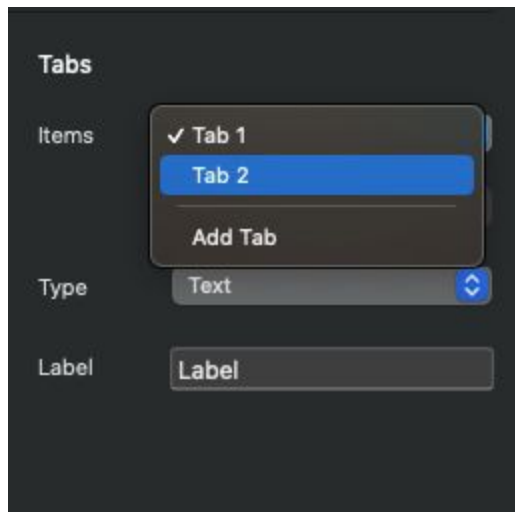 Tabs
Items
✓ Tab 1
Tab 2
Add Tab
Type
Text
Label
Label